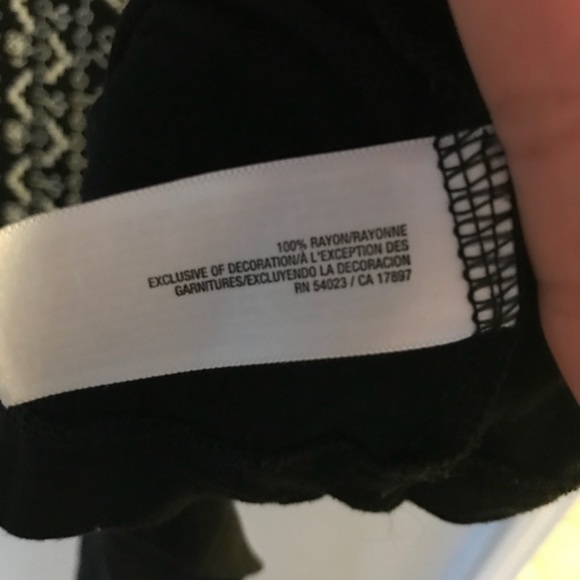 100% RAYON/RAYONNE
EXCLUSIVE OF DECORATION/À L'EXCEPTION DES
GARNITURES/EXCLUYENDO LA DECORACION
RN 54023 / CA 17897